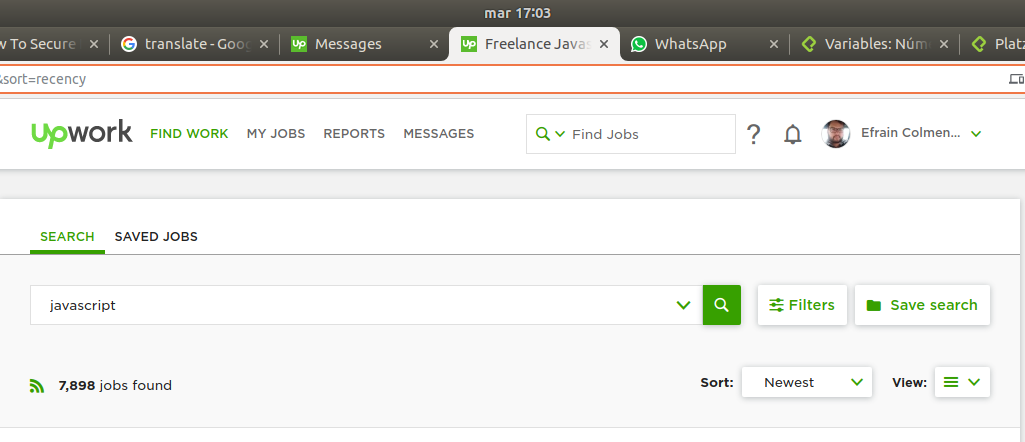 mar 17:03
w To Secure
translate - Goog
Messages
Freelance Javas
WhatsApp
Variables: Núm
Platz
&sort=recency
upwork
FIND WORK
MY JOBS
REPORTS
MESSAGES
Find Jobs
?
Efrain Colmen...
SEARCH
SAVED JOBS
javascript
Filters
Save search
7,898 jobs found
Sort:
Newest
View: